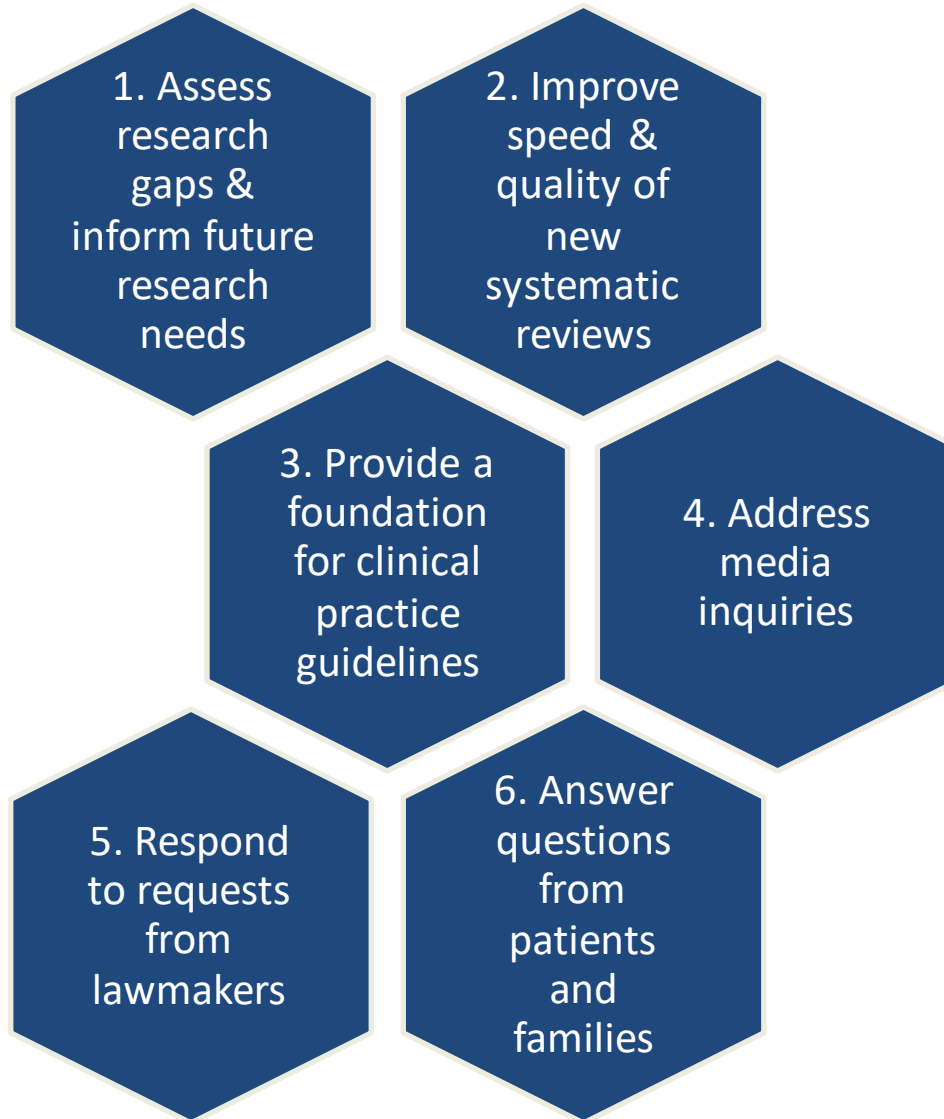 1. Assess
research
gaps &
inform future
research
needs
2. Improve
speed &
quality of
new
systematic
reviews
3. Provide a
foundation
for clinical
practice
guidelines
4. Address
media
inquiries
5. Respond
to requests
from
lawmakers
6. Answer
questions
from
patients
and
families